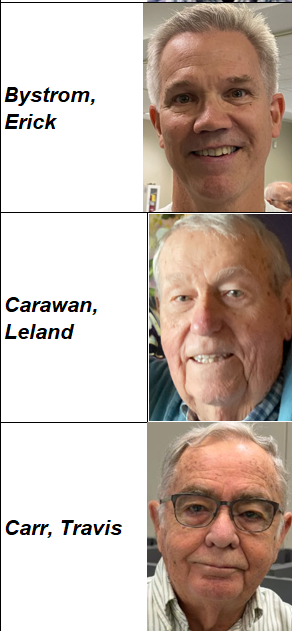 Bystrom,
Erick
Carawan,
Leland
Carr, Travis